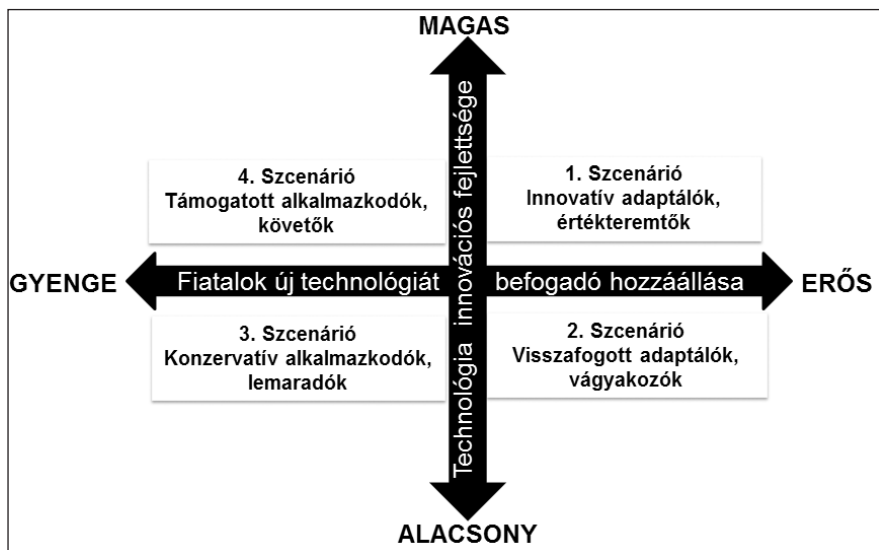 MAGAS
Technológia innovációs fejlettsége
4. Szcenárió
Támogatott alkalmazkodók,
követők
1. Szcenárió
Innovatív adaptálók,
értékteremtők
GYENGE
Fiatalok új technológiát befogadó hozzáállása
ERŐS
3. Szcenárió
Konzervatív alkalmazkodók,
lemaradók
2. Szcenárió
Visszafogott adaptálók,
vágyakozók
ALACSONY